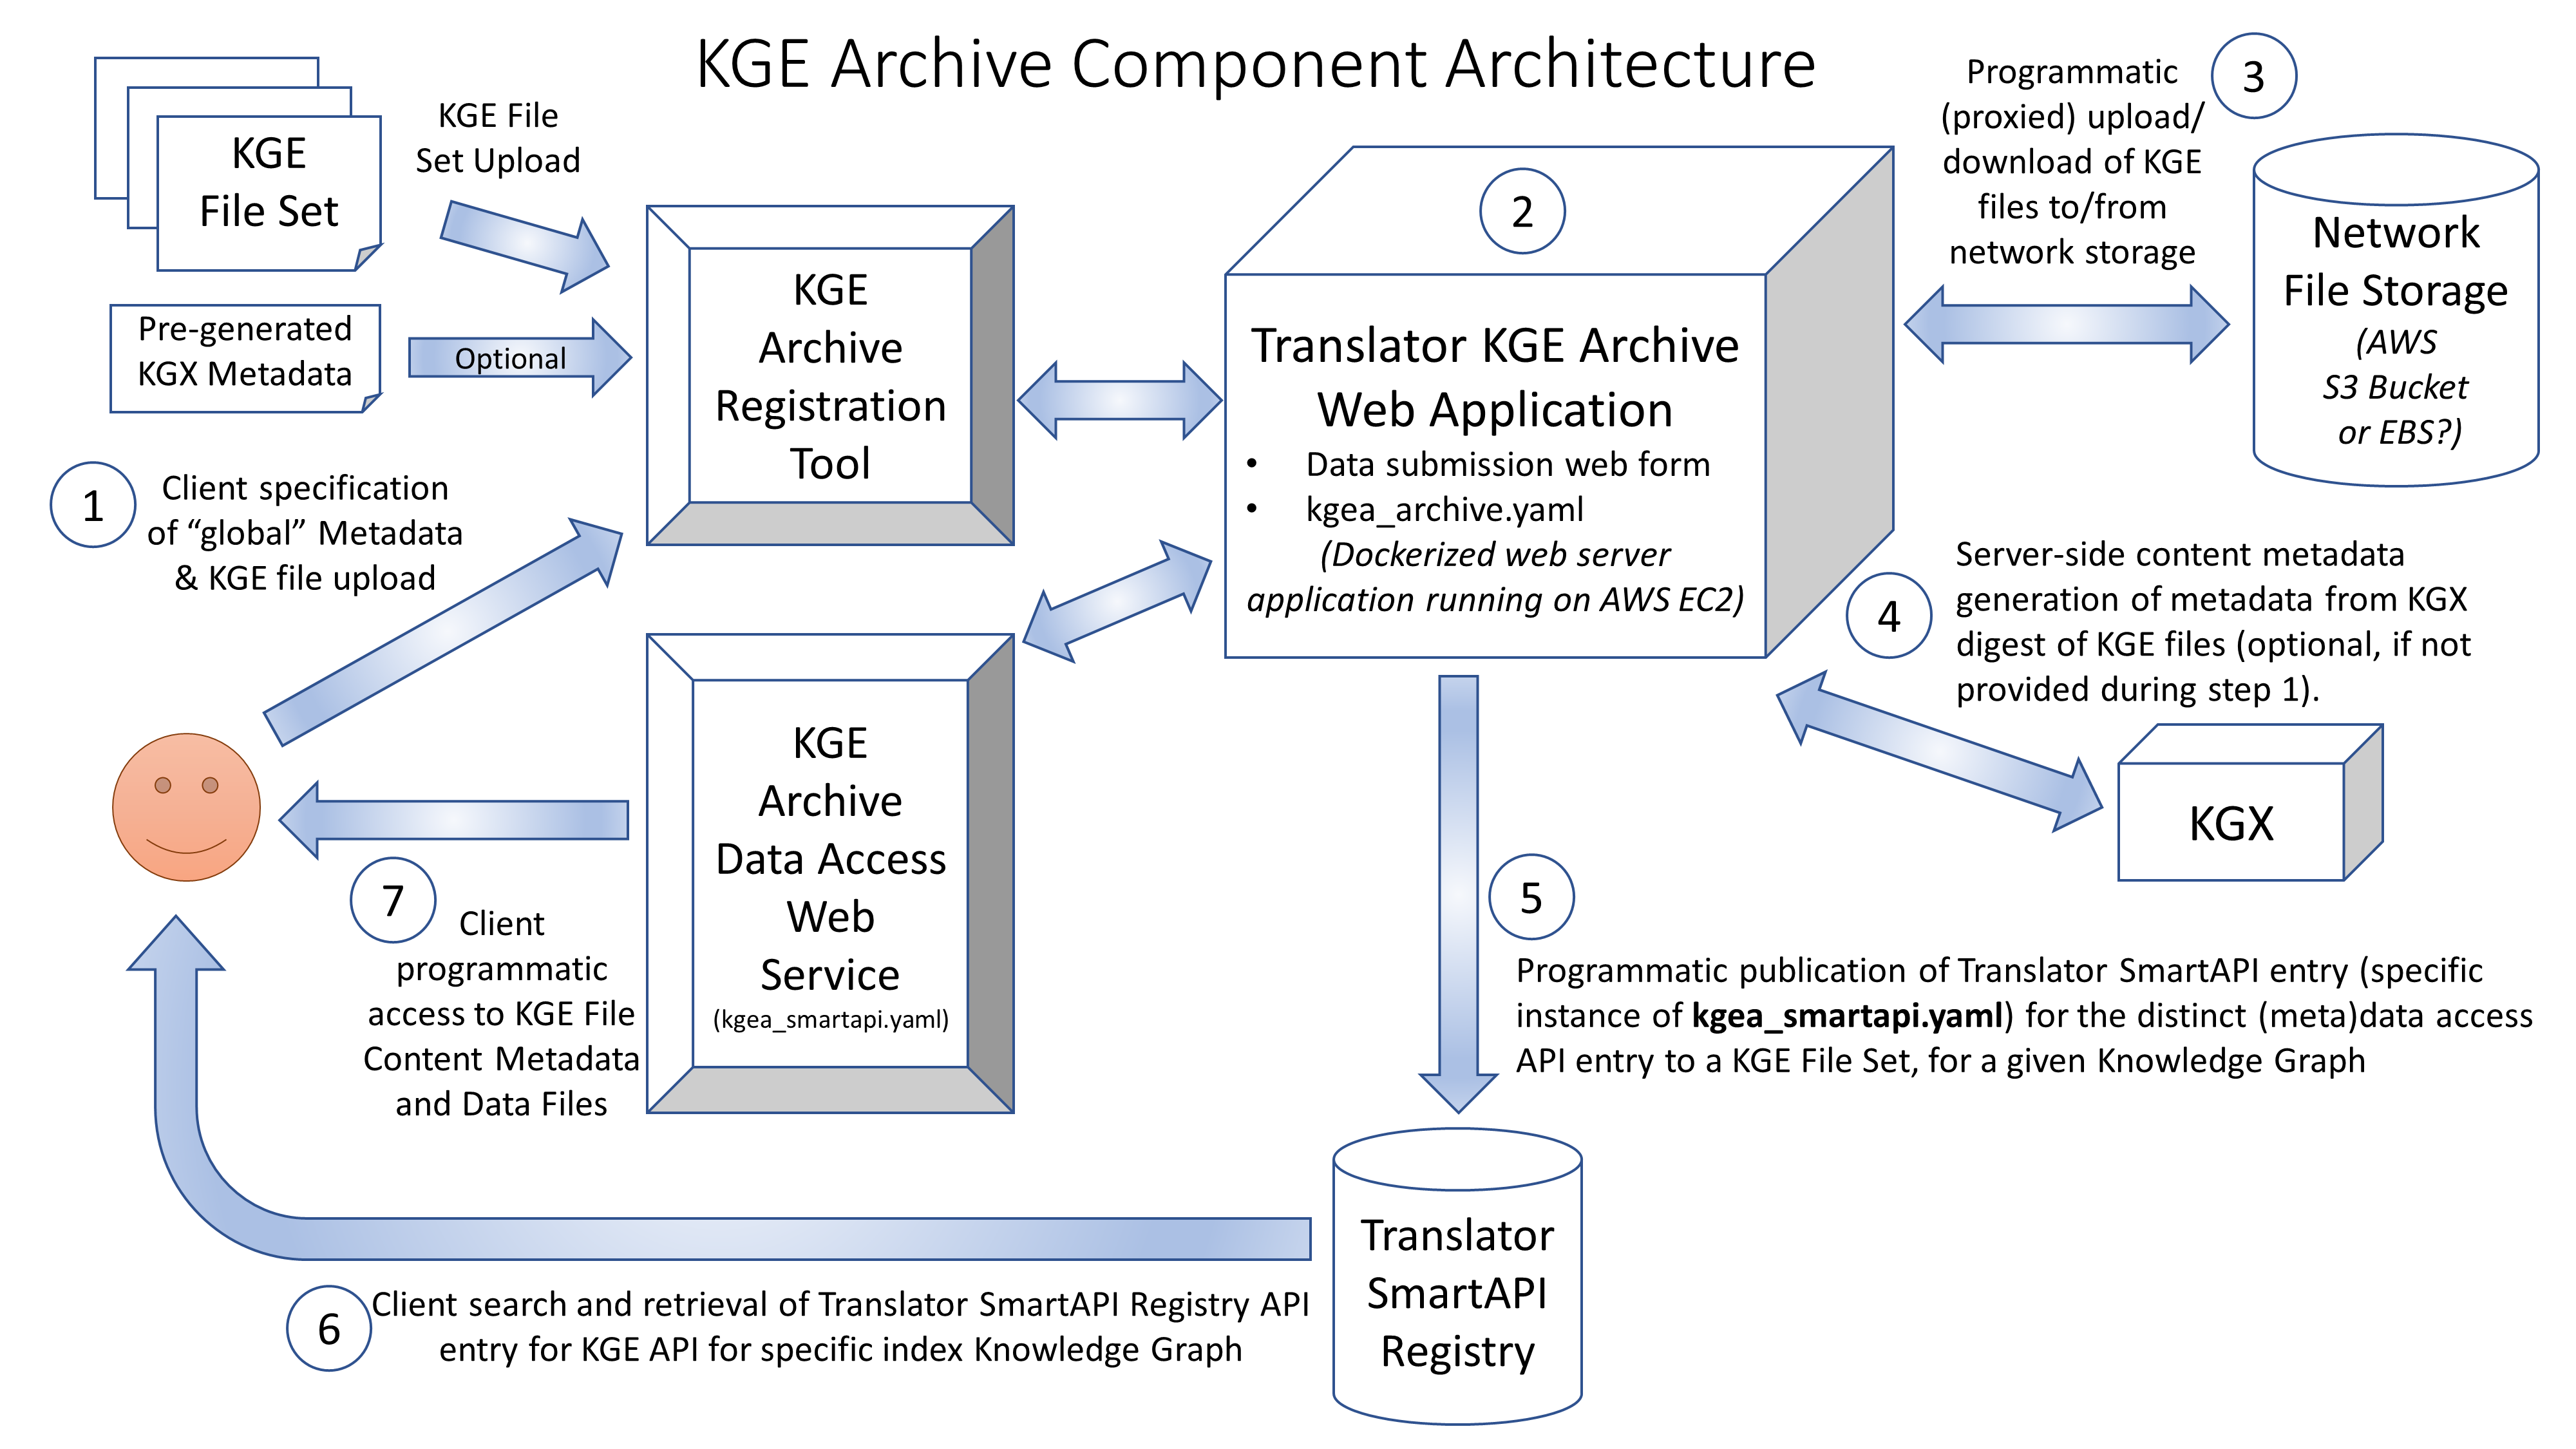 KGE Archive Component Architecture
KGE
File Set
KGE File
Set Upload
Pre-generated
KGX Metadata
Optional
1
Client specification
of “global” Metadata
& KGE file upload
KGE
Archive
Registration
Tool
2
Translator KGE Archive
Web Application
• Data submission web form
• kgea_archive.yaml
(Dockerized web server
application running on AWS EC2)
3
Programmatic
(proxied) upload/
download of KGE
files to/from
network storage
Network
File Storage
(AWS
S3 Bucket
or EBS?)
4
Server-side content metadata
generation of metadata from KGX
digest of KGE files (optional, if not
provided during step 1).
KGX
KGE
Archive
Data Access
Web
Service
(kgea_smartapi.yaml)
5
Programmatic publication of Translator SmartAPI entry (specific
instance of kgea_smartapi.yaml) for the distinct (meta)data access
API entry to a KGE File Set, for a given Knowledge Graph
7
Client
programmatic
access to KGE File
Content Metadata
and Data Files
Translator
SmartAPI
Registry
6
Client search and retrieval of Translator SmartAPI Registry API
entry for KGE API for specific index Knowledge Graph